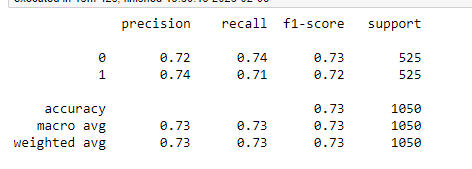 precision recall f1-score support
0 0.72 0.74 0.73 525
1 0.74 0.71 0.72 525
accuracy 0.73 1050
macro avg 0.73 0.73 0.73 1050
weighted avg 0.73 0.73 0.73 1050